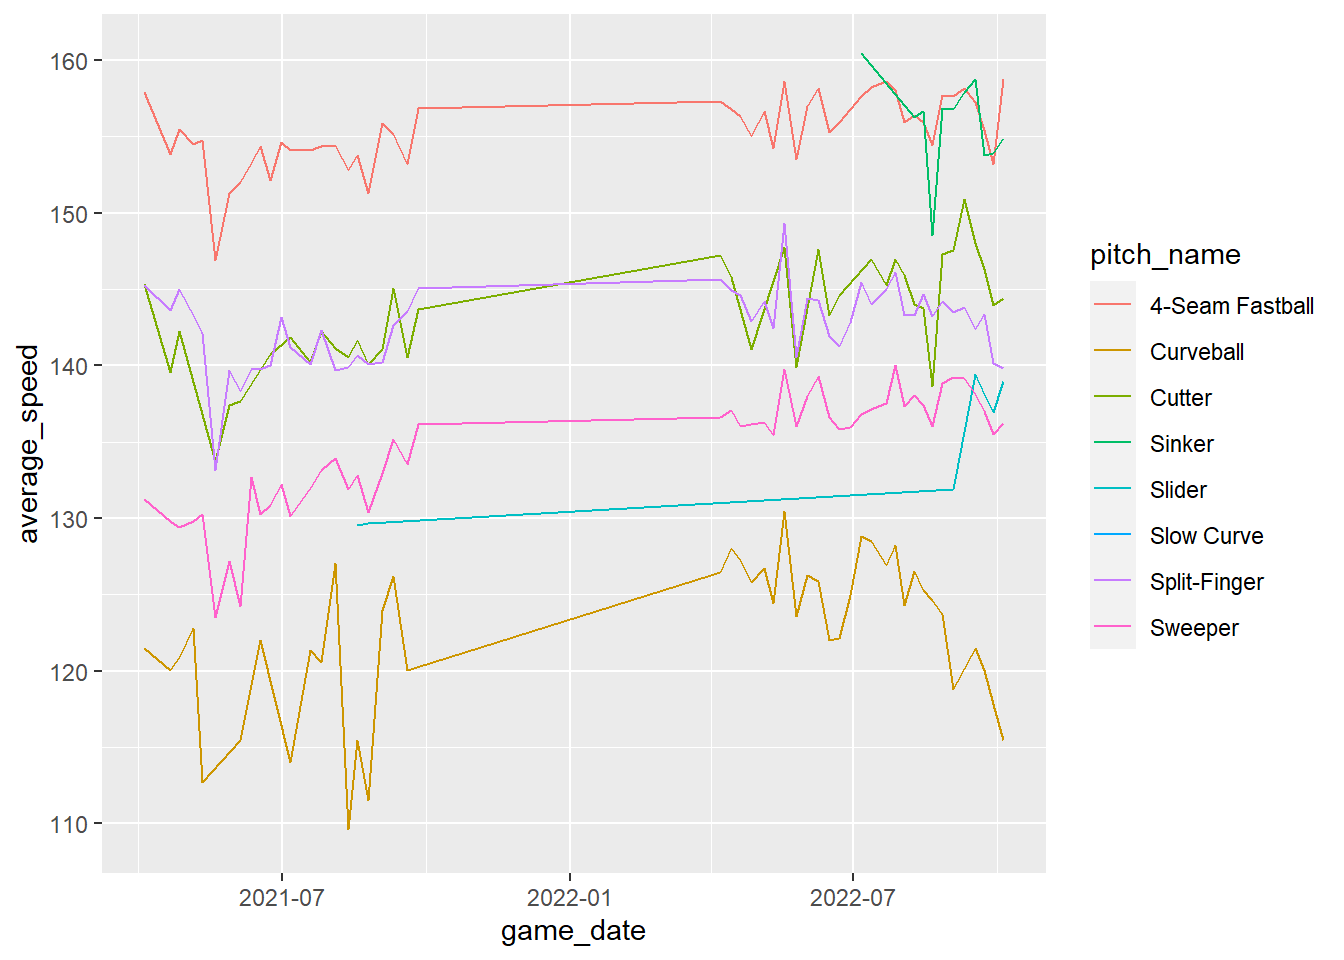 160
150
140
130
120
110
average_speed
2021-07
2022-01
2022-07
game_date
pitch_name
4-Seam Fastball
Curveball
Cutter
Sinker
Slider
Slow Curve
Split-Finger
Sweeper